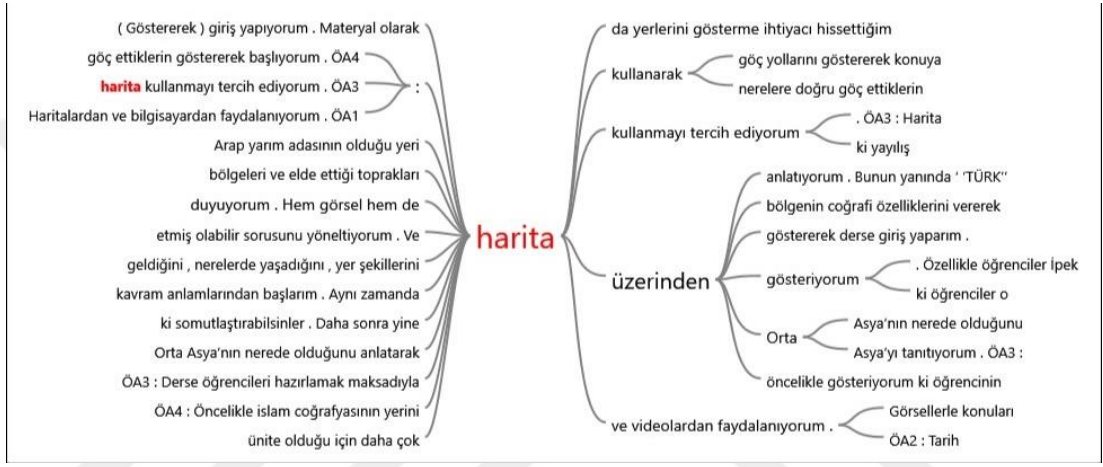 ( Göstererek ) giriş yapıyorum . Materyal olarak
göç ettiklerin göstererek başlıyorum . ÖA4
harita kullanmayı tercih ediyorum . ÖA3
:
Haritalardan ve bilgisayardan faydalanıyorum . ÖA1
Arap yarım adasının olduğu yeri
bölgeleri ve elde ettiği toprakları
duyuyorum . Hem görsel hem de
etmiş olabilir sorusunu yöneltiyorum . Ve
geldiğini , nerelerde yaşadığını , yer şekillerini
kavram anlamlarından başlarım . Aynı zamanda
ki somutlaştırabilsinler . Daha sonra yine
Orta Asya'nın nerede olduğunu anlatarak
ÖA3 : Derse öğrencileri hazırlamak maksadıyla
ÖA4 : Öncelikle islam coğrafyasının yerini
ünite olduğu için daha çok
harita
da yerlerini gösterme ihtiyacı hissettiğim
kullanarak
göç yollarını göstererek konuya
nerelere doğru göç ettiklerin
kullanmayı tercih ediyorum
. ÖA3 : Harita
ki yayılış
üzerinden
anlatıyorum . Bunun yanında ' 'TÜRK''
bölgenin coğrafi özelliklerini vererek
göstererek derse giriş yaparım .
gösteriyorum
. Özellikle öğrenciler İpek
ki öğrenciler o
Orta
Asya'nın nerede olduğunu
Asya'yı tanıtıyorum . ÖA3 :
öncelikle gösteriyorum ki öğrencinin
ve videolardan faydalanıyorum .
Görsellerle konuları
ÖA2 : Tarih